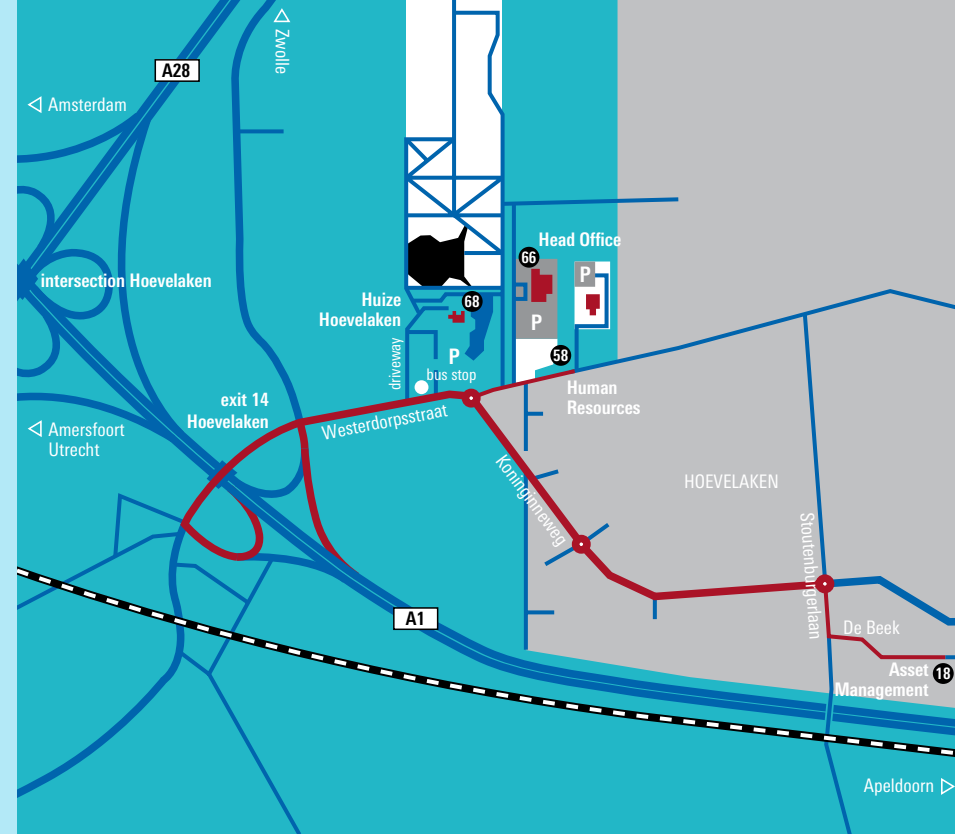 Zwolle
A28
Amsterdam
66
Head Office
P
intersection Hoevelaken
Huize
Hoevelaken
68
P
driveway
P
58
bus stop
exit 14
Hoevelaken
Human
Resources
Westerdorpsstraat
Amersfoort
Utrecht
Koninginneweg
HOEVELAKEN
Stoutenburgerlaan
A1
De Beek
Asset
Management
18
Apeldoorn